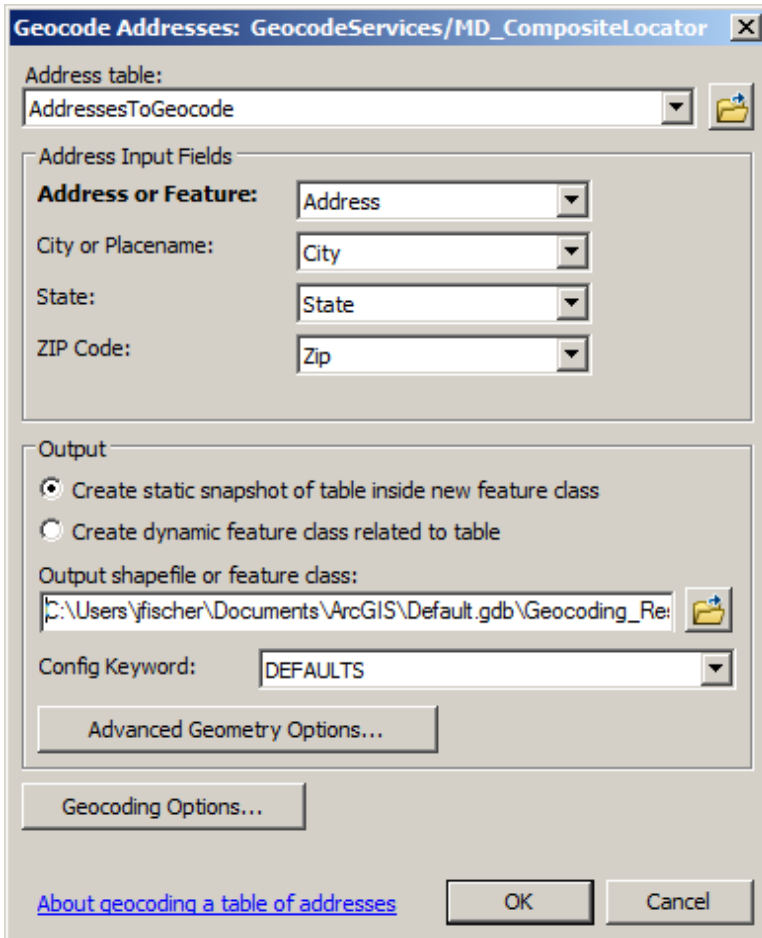 Geocode Addresses: GeocodeServices/MD_CompositeLocator
Address table:
AddressesToGeocode
Address Input Fields
Address or Feature: Address
City or Placename: City
State: State
ZIP Code: Zip
Output
Create static snapshot of table inside new feature class
Create dynamic feature class related to table
Output shapefile or feature class:
C:\Users\jfischer\Documents\ArcGIS\Default.gdb\Geocoding_Res
Config Keyword: DEFAULTS
Advanced Geometry Options...
Geocoding Options...
About geocoding a table of addresses OK Cancel